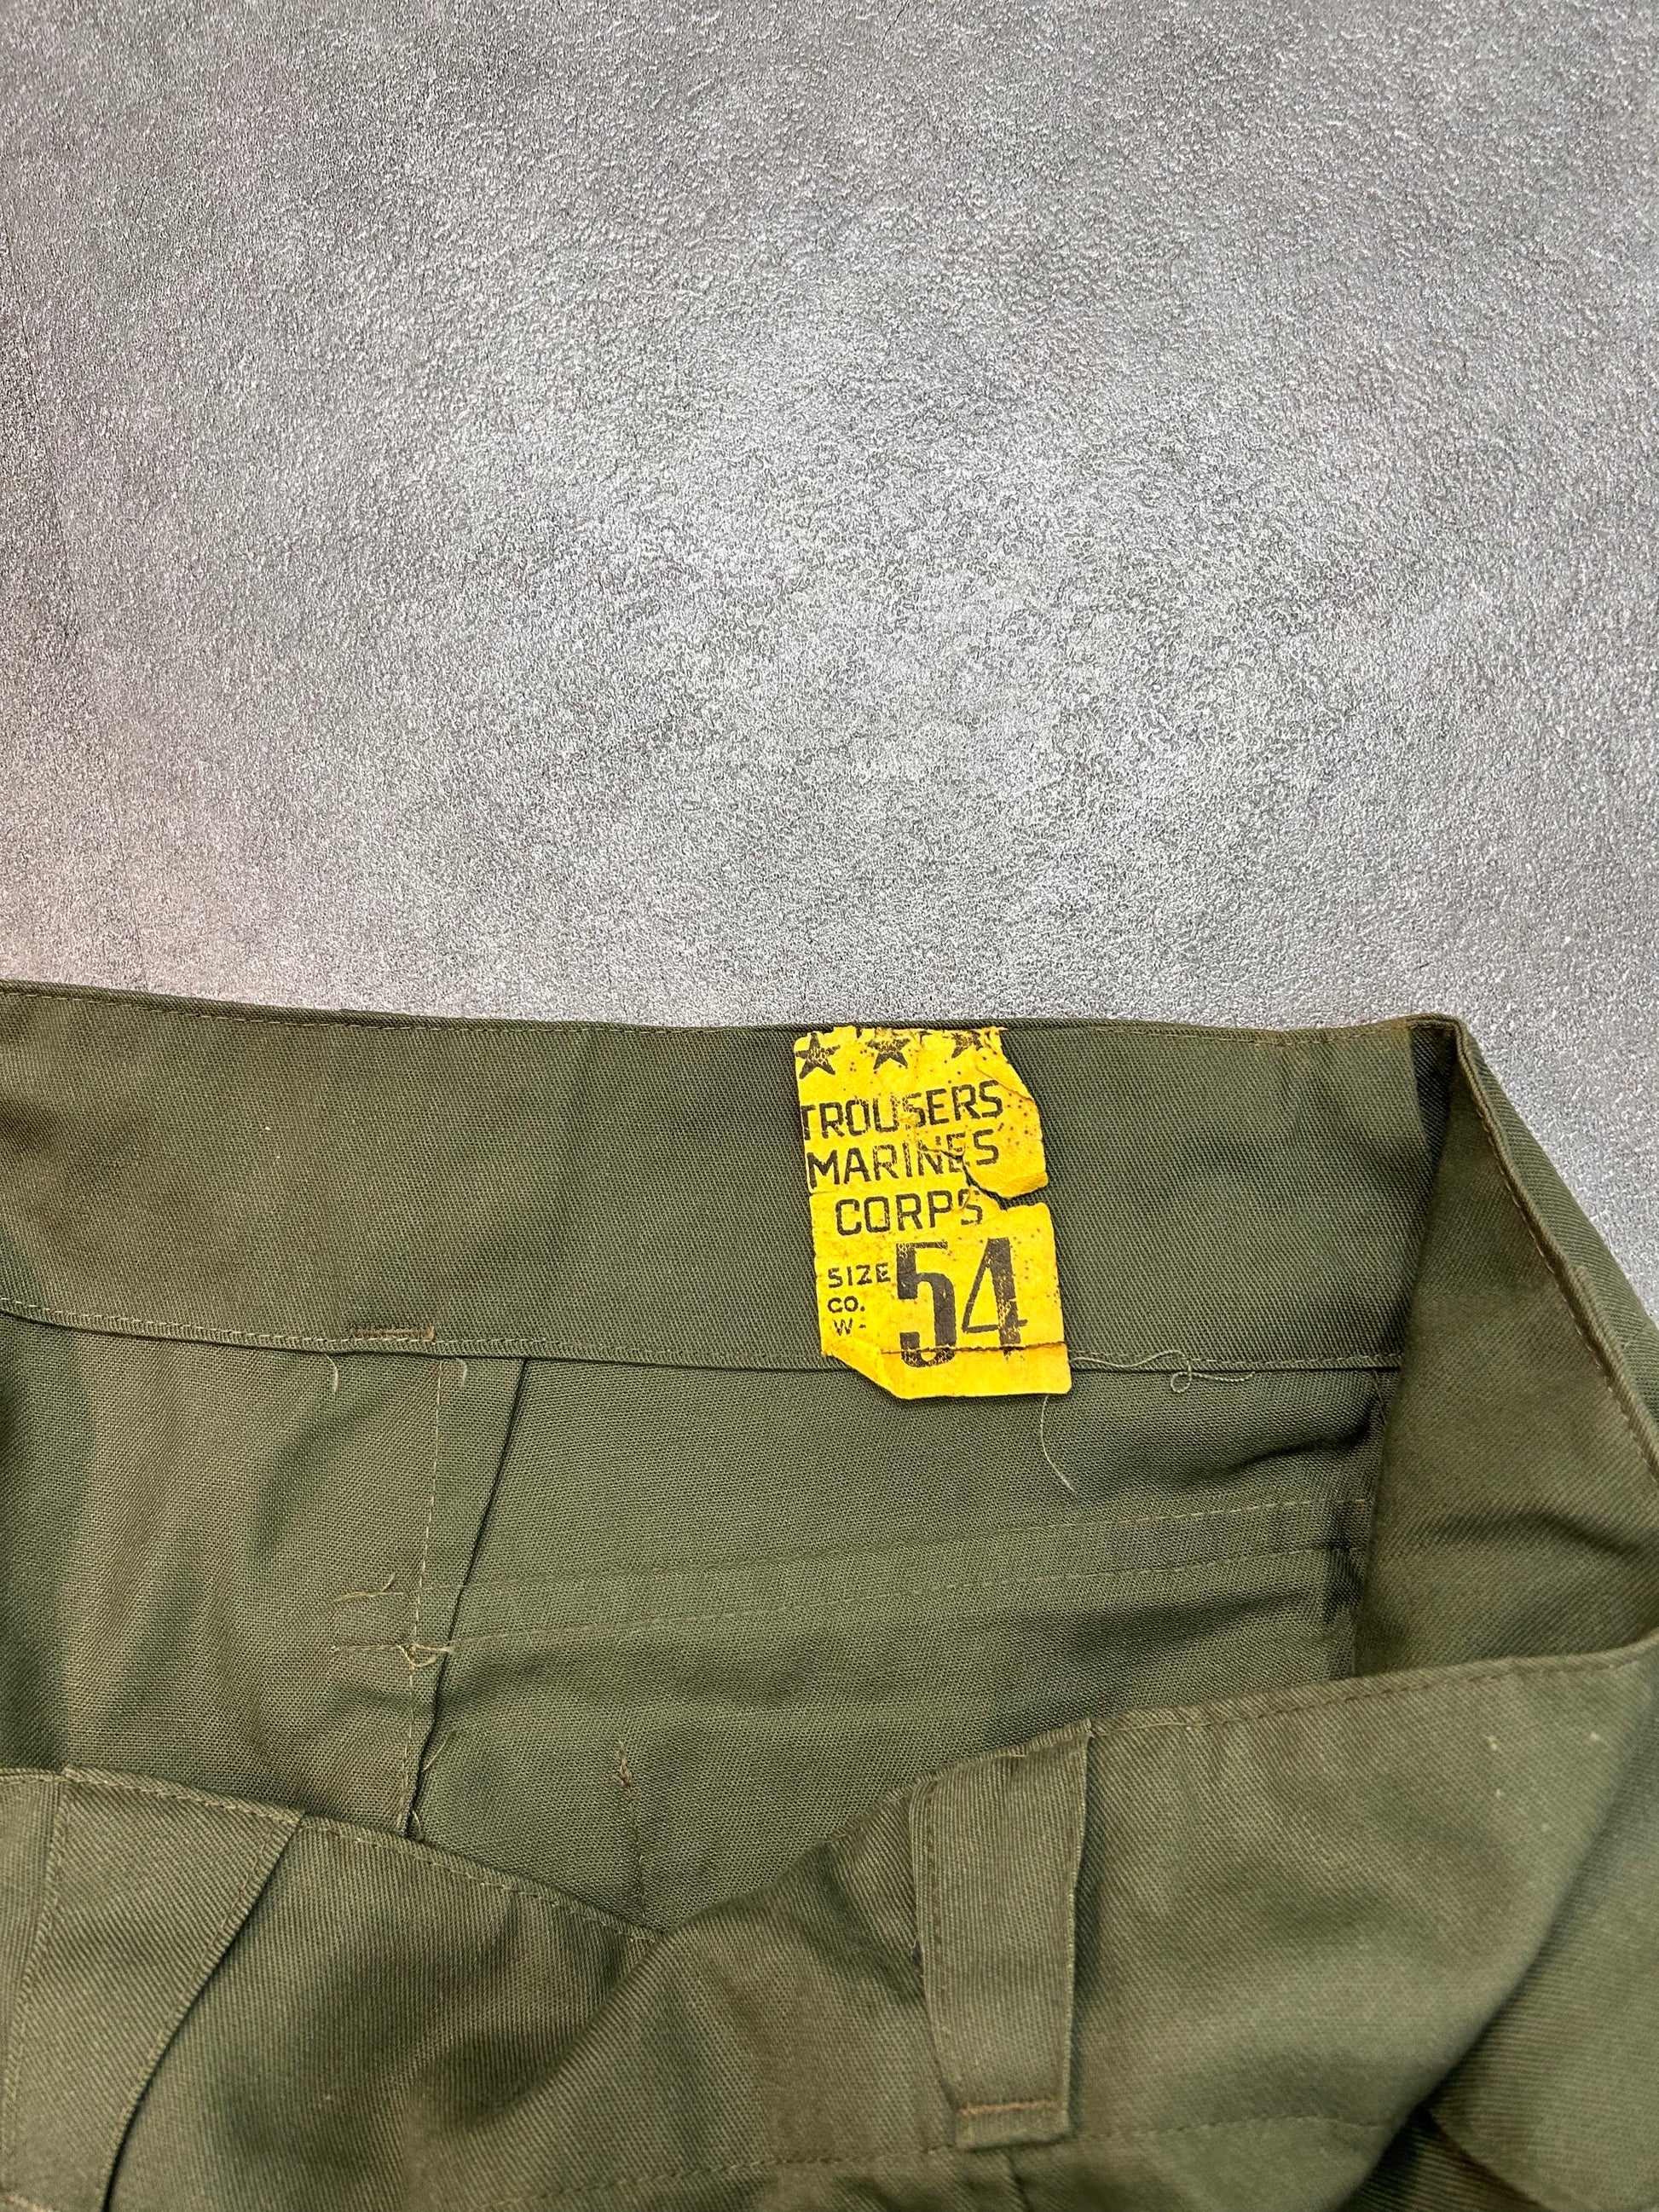 TROUSERS
MARINES
CORPS
SIZE 54
CO.
W-